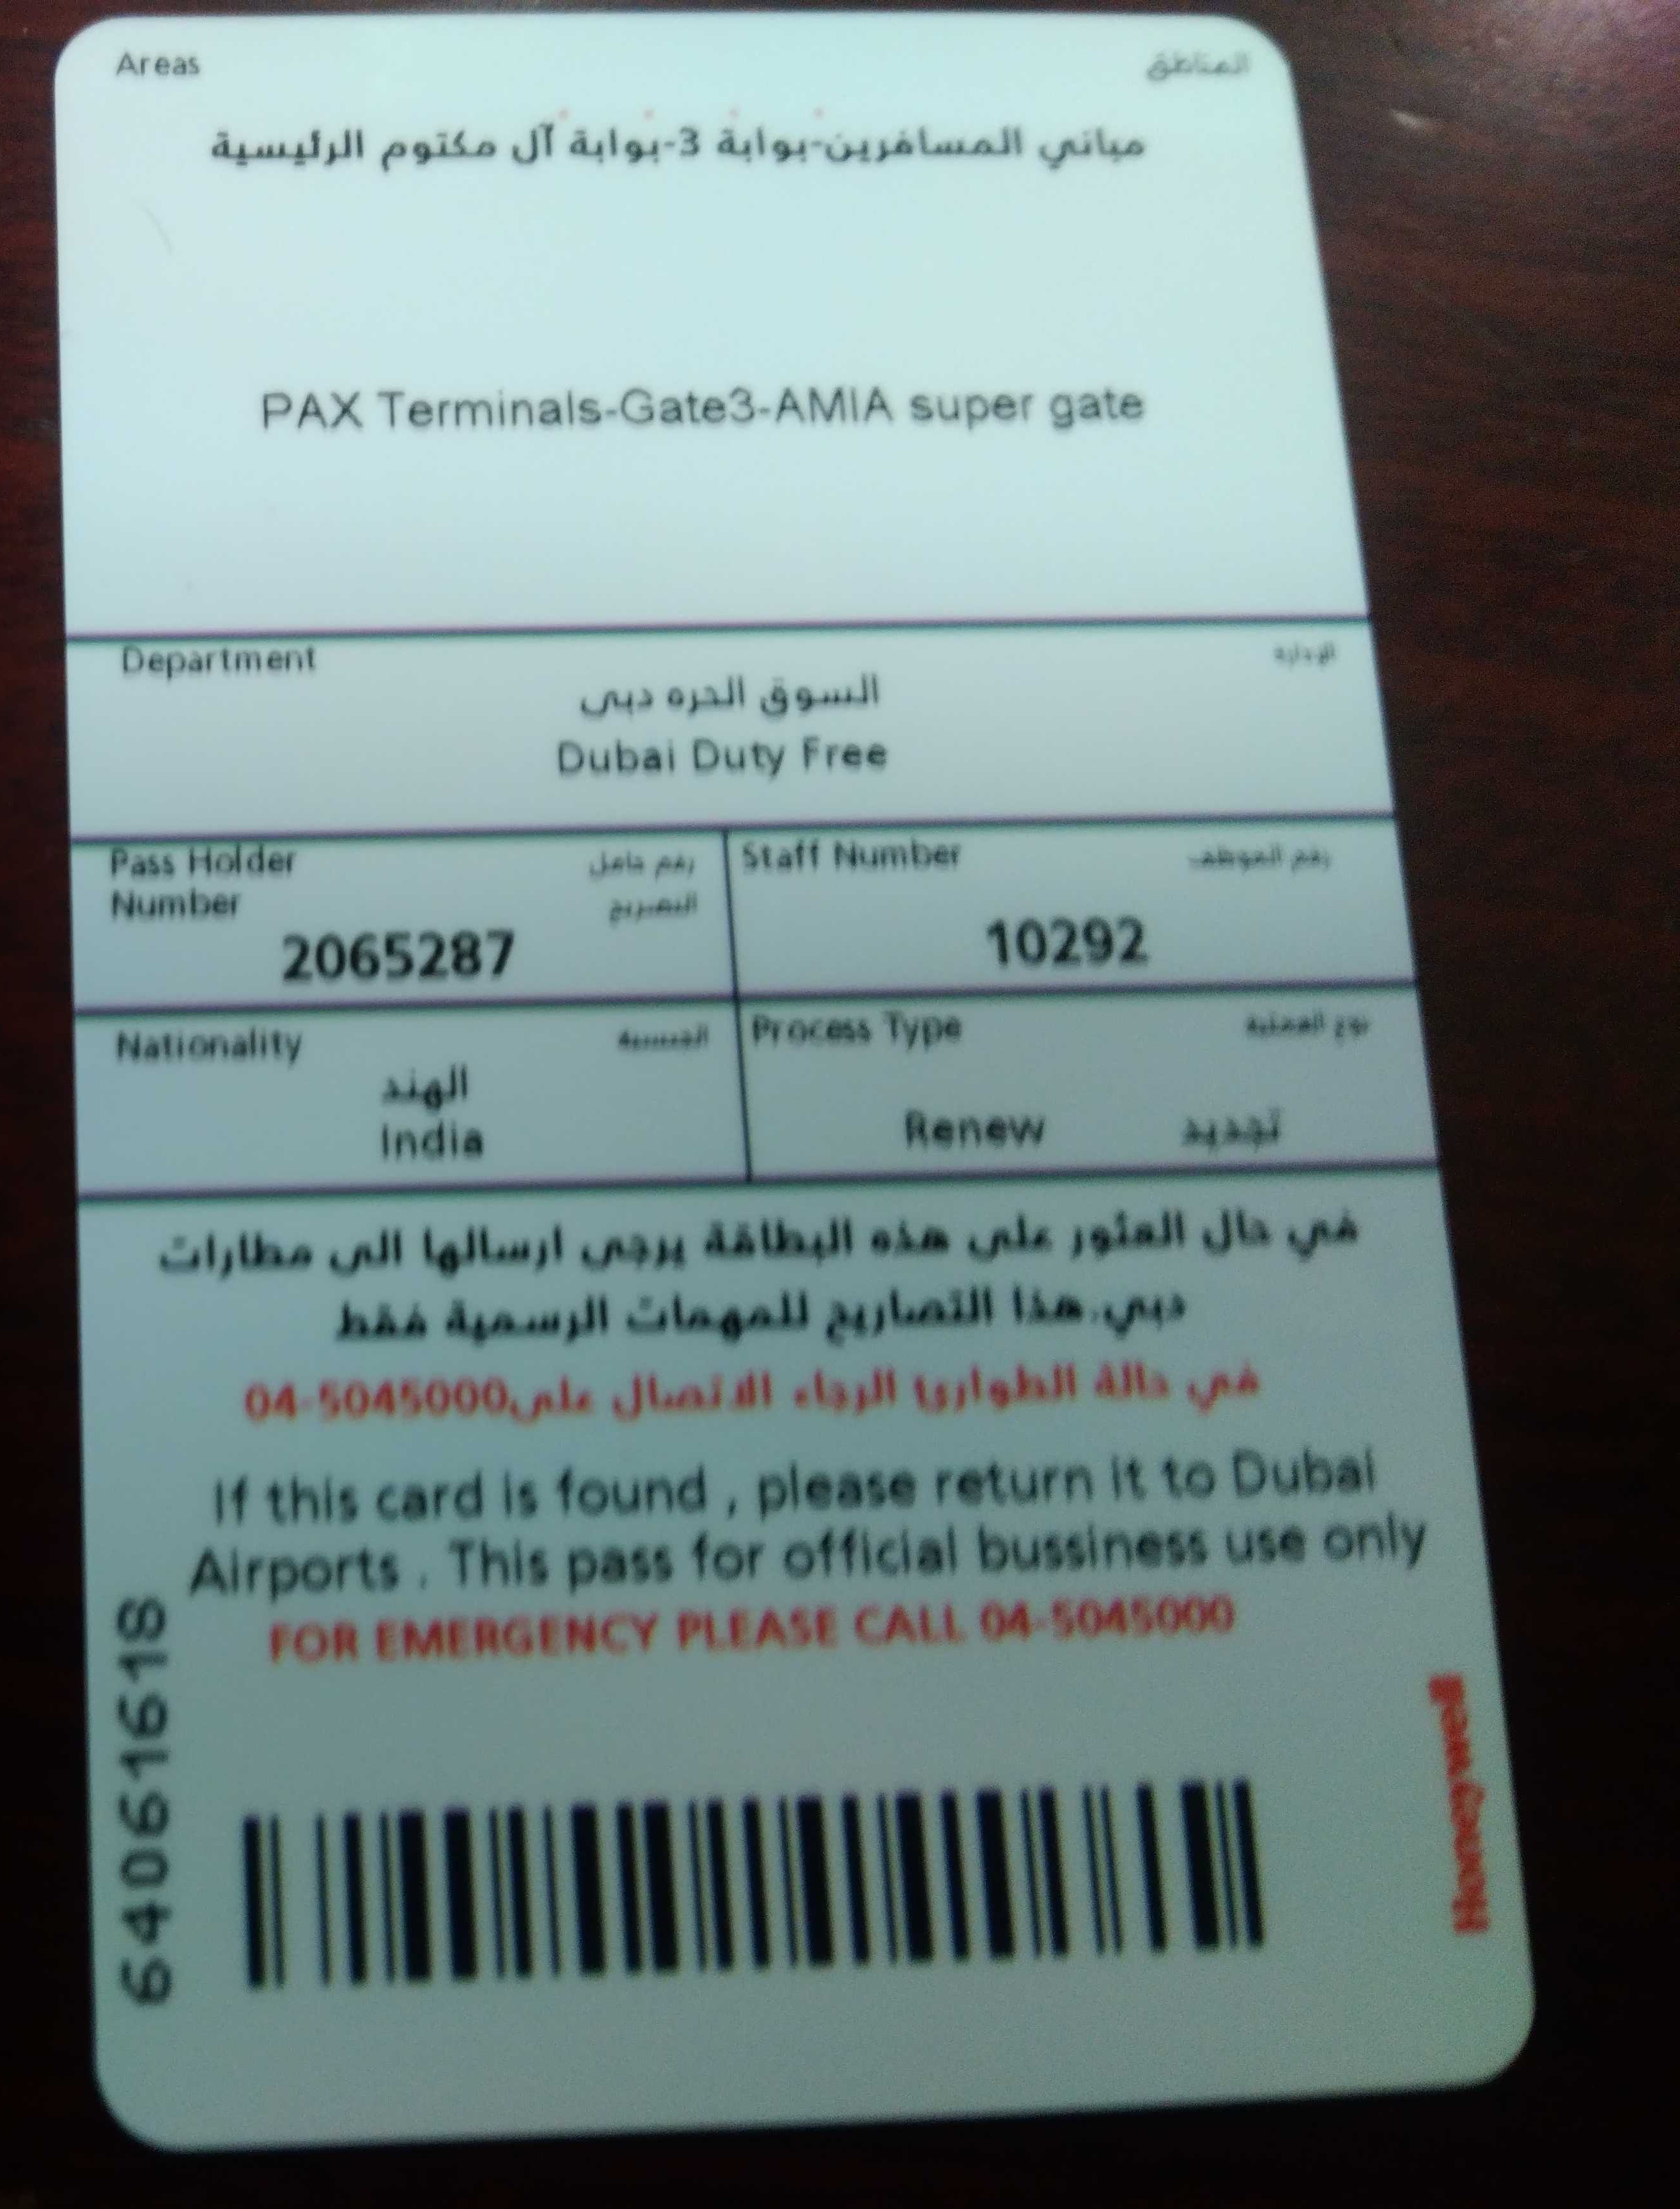 Areas المناطق
مباني المسافرين-بوابة 3-بوابة آل مكتوم الرئيسية
PAX Terminals-Gate3-AMIA super gate
Department الإدارة
السوق الحره دبى
Dubai Duty Free
Pass Holder رقم حامل
Number التصريح
2065287
Staff Number رقم الموظف
10292
Nationality الجنسية
الهند
India
Process Type نوع العملية
Renew تجديد
في حال العثور على هذه البطاقة يرجى ارسالها الى مطارات
دبي.هذا التصاريح للمهمات الرسمية فقط
في حالة الطوارئ الرجاء الاتصال على04-5045000
If this card is found , please return it to Dubai
Airports . This pass for official bussiness use only
FOR EMERGENCY PLEASE CALL 04-5045000
64061618
Honeywell